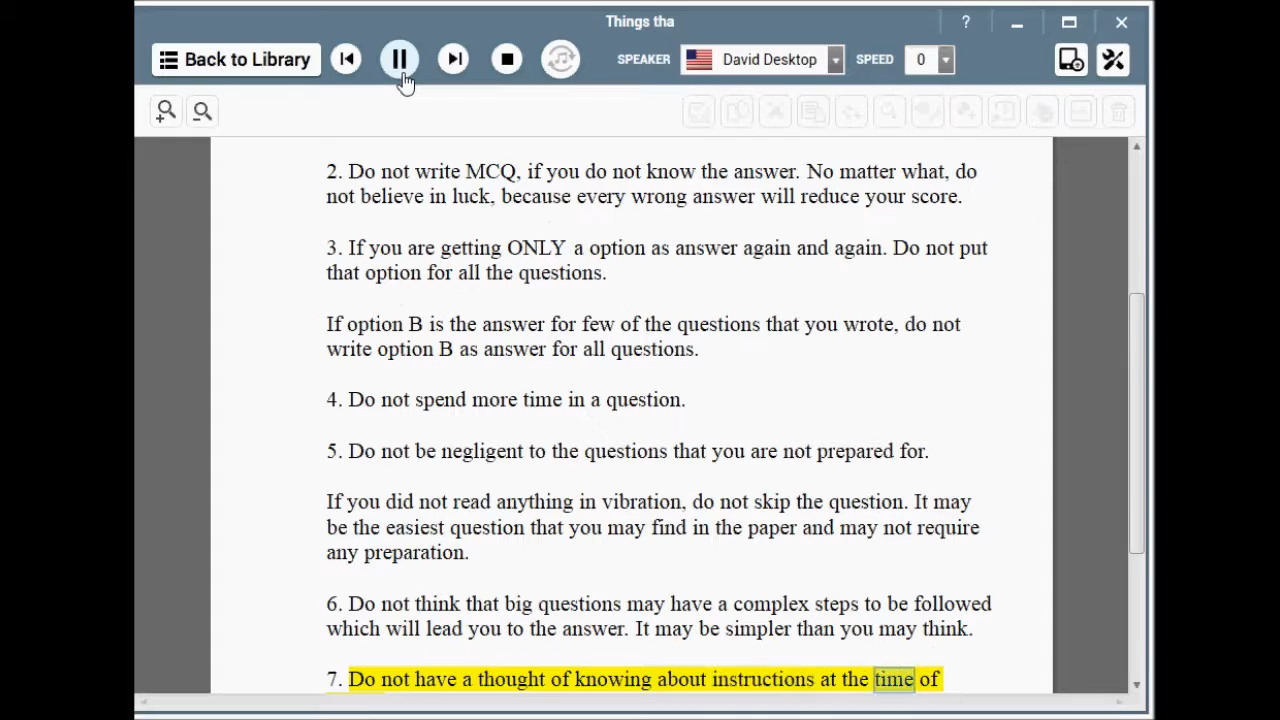 Things tha
?
Back to Library
SPEAKER
David Desktop
SPEED
0
2. Do not write MCQ, if you do not know the answer. No matter what, do
not believe in luck, because every wrong answer will reduce your score.
3. If you are getting ONLY a option as answer again and again. Do not put
that option for all the questions.
If option B is the answer for few of the questions that you wrote, do not
write option B as answer for all questions.
4. Do not spend more time in a question.
5. Do not be negligent to the questions that you are not prepared for.
If you did not read anything in vibration, do not skip the question. It may
be the easiest question that you may find in the paper and may not require
any preparation.
6. Do not think that big questions may have a complex steps to be followed
which will lead you to the answer. It may be simpler than you may think.
7. Do not have a thought of knowing about instructions at the time of